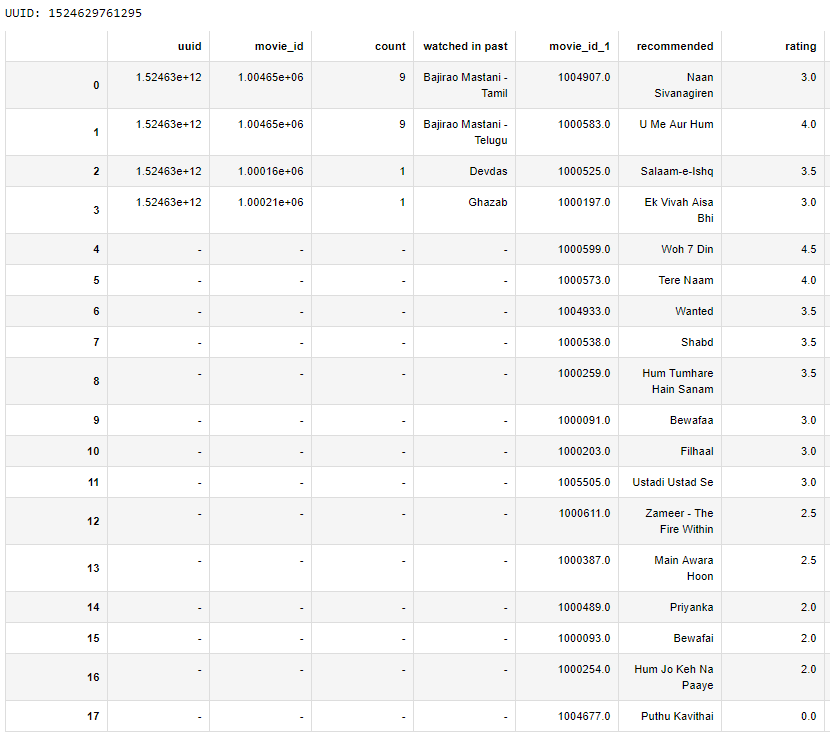 UUID: 1524629761295
uuid movie_id count watched in past movie_id_1 recommended rating
0 1.52463e+12 1.00465e+06 9 Bajirao Mastani - Tamil 1004907.0 Naan Sivanagiren 3.0
1 1.52463e+12 1.00465e+06 9 Bajirao Mastani - Telugu 1000583.0 U Me Aur Hum 4.0
2 1.52463e+12 1.00016e+06 1 Devdas 1000525.0 Salaam-e-Ishq 3.5
3 1.52463e+12 1.00021e+06 1 Ghazab 1000197.0 Ek Vivah Aisa Bhi 3.0
4 - - - - 1000599.0 Woh 7 Din 4.5
5 - - - - 1000573.0 Tere Naam 4.0
6 - - - - 1004933.0 Wanted 3.5
7 - - - - 1000538.0 Shabd 3.5
8 - - - - 1000259.0 Hum Tumhare Hain Sanam 3.5
9 - - - - 1000091.0 Bewafaa 3.0
10 - - - - 1000203.0 Filhaal 3.0
11 - - - - 1005505.0 Ustadi Ustad Se 3.0
12 - - - - 1000611.0 Zameer - The Fire Within 2.5
13 - - - - 1000387.0 Main Awara Hoon 2.5
14 - - - - 1000489.0 Priyanka 2.0
15 - - - - 1000093.0 Bewafai 2.0
16 - - - - 1000254.0 Hum Jo Keh Na Paaye 2.0
17 - - - - 1004677.0 Puthu Kavithai 0.0